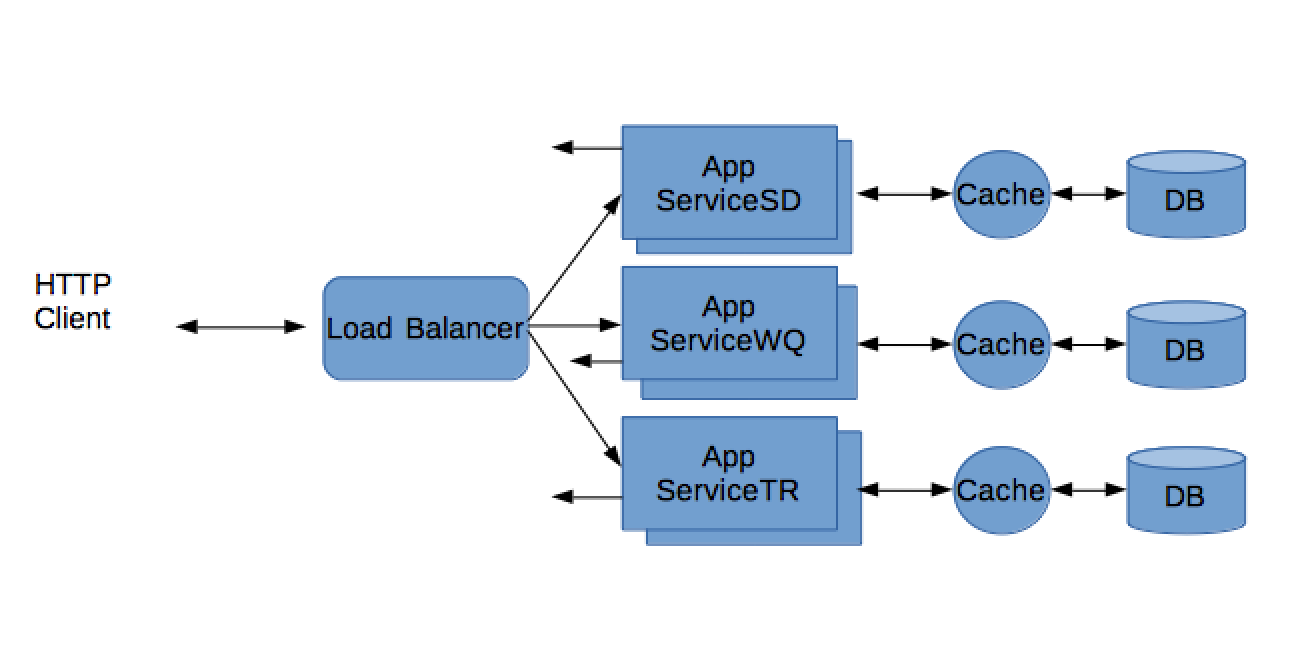 HTTP
Client
Load Balancer
App
ServiceSD
Cache
DB
App
ServiceWQ
Cache
DB
App
ServiceTR
Cache
DB